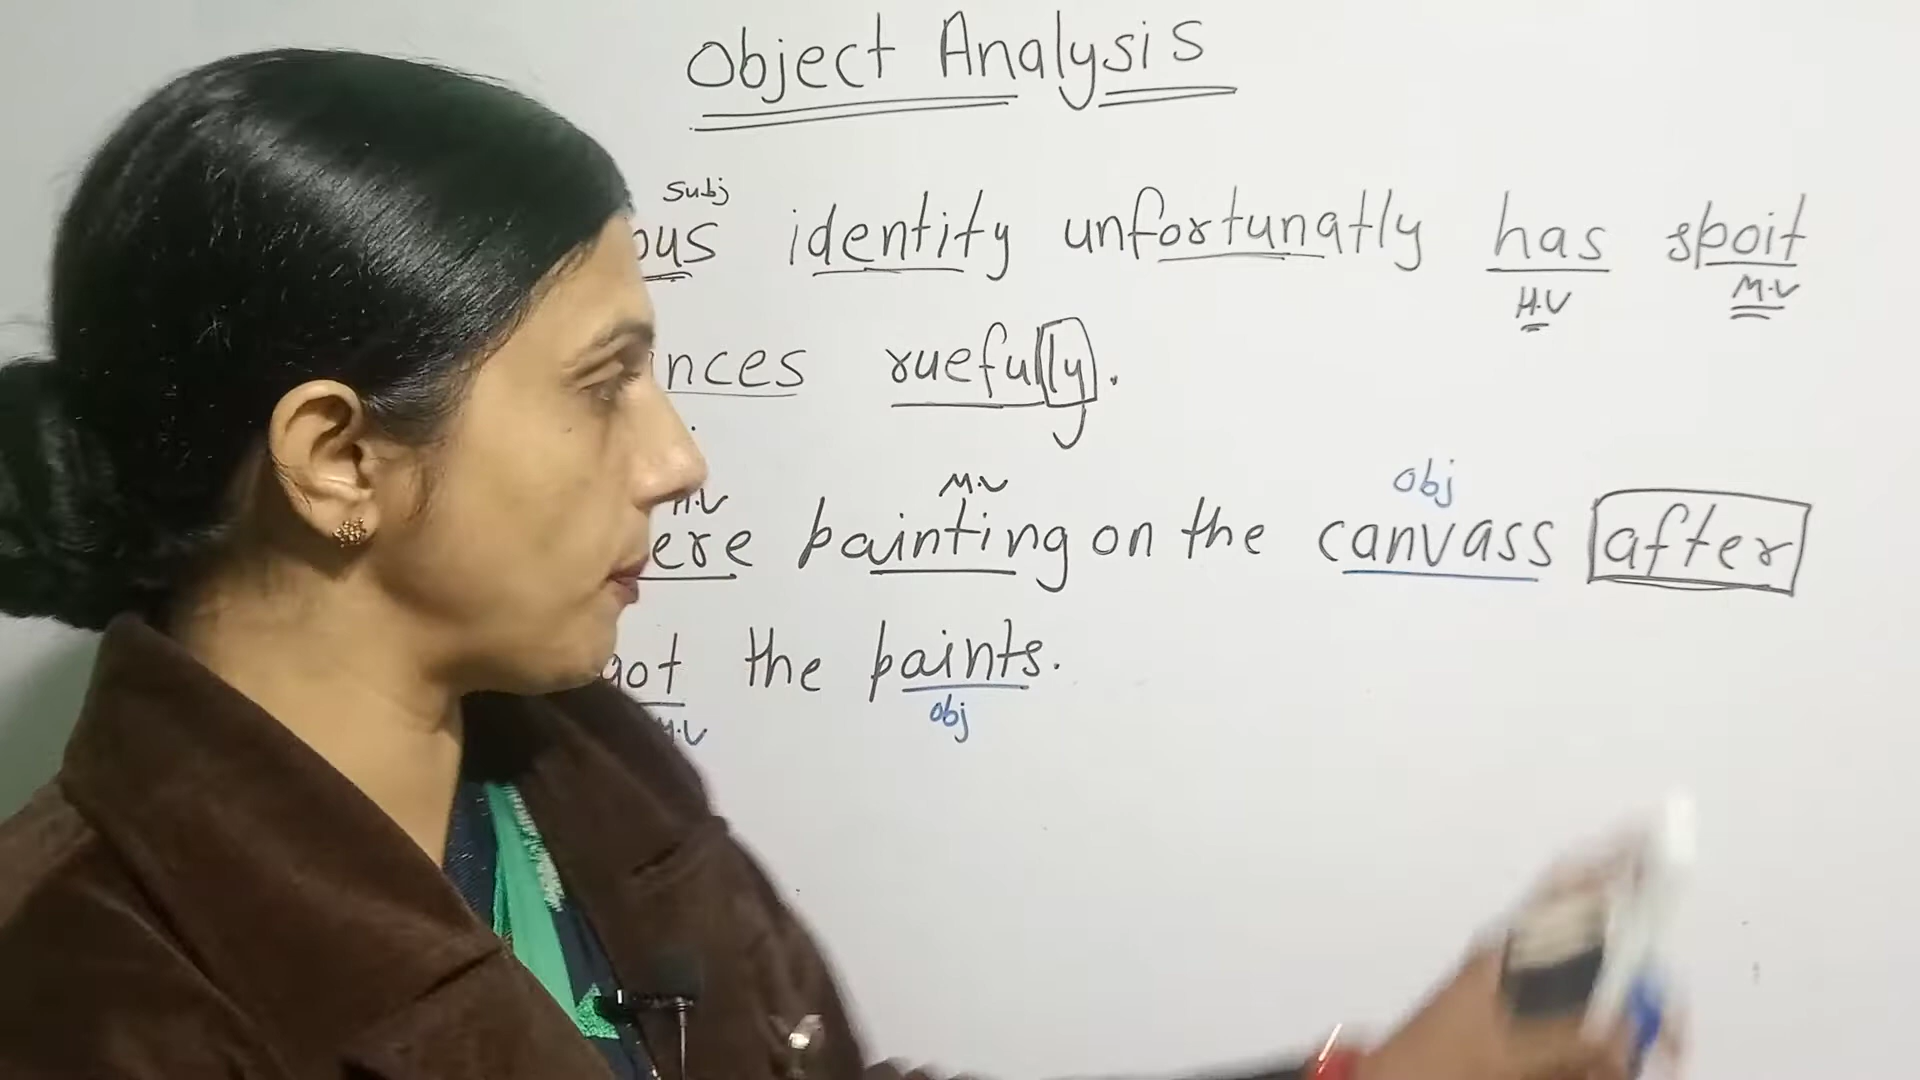 Object Analysis
Subj
ous identity unfortunatly has spoit
H.V M.V
nces ruefully.
H.V M.V Obj
ere painting on the canvass after
got the paints.
M.V Obj